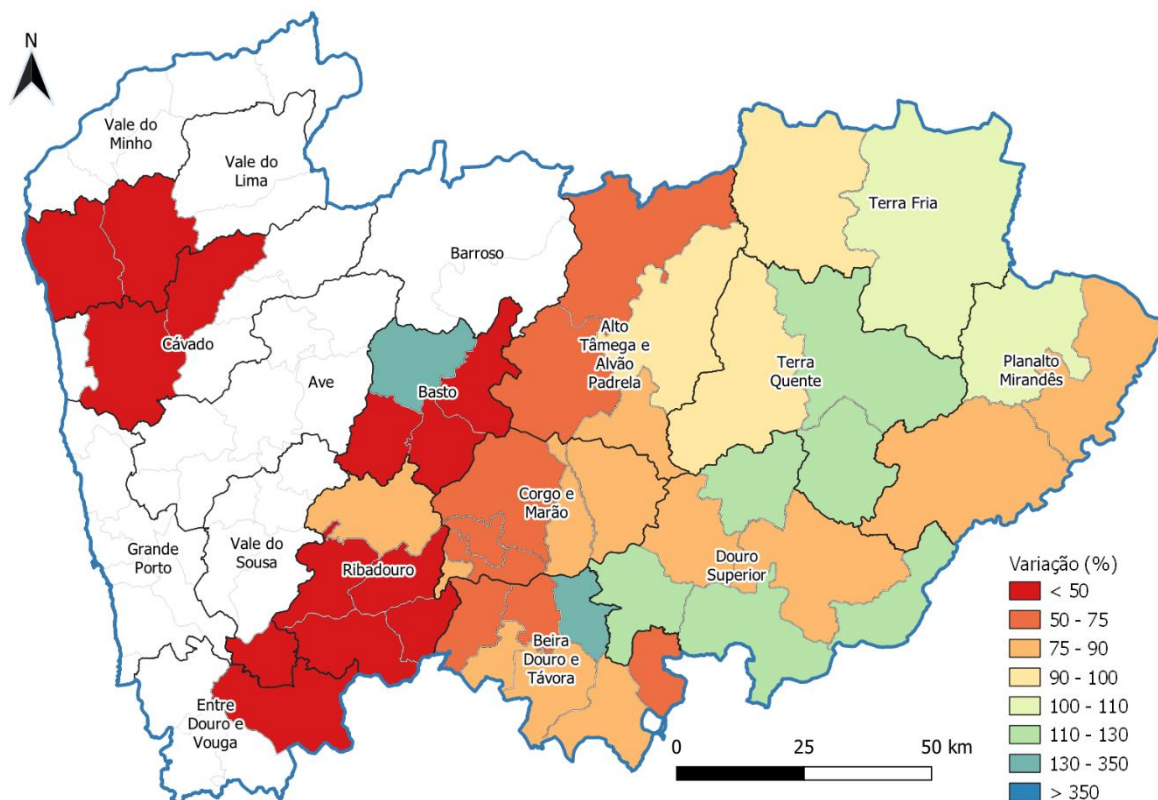 N
Vale do
Minho
Vale do
Lima
Terra Fria
Barroso
Cávado
Alto
Tâmega e
Alvão
Padrela
Terra
Quente
Planalto
Mirandês
Ave
Basto
Corgo e
Marão
Grande
Porto
Vale do
Sousa
Ribadouro
Douro
Superior
Beira
Douro e
Távora
Entre
Douro e
Vouga
Variação (%)
< 50
50 - 75
75 - 90
90 - 100
100 - 110
110 - 130
130 - 350
> 350
0 25 50 km